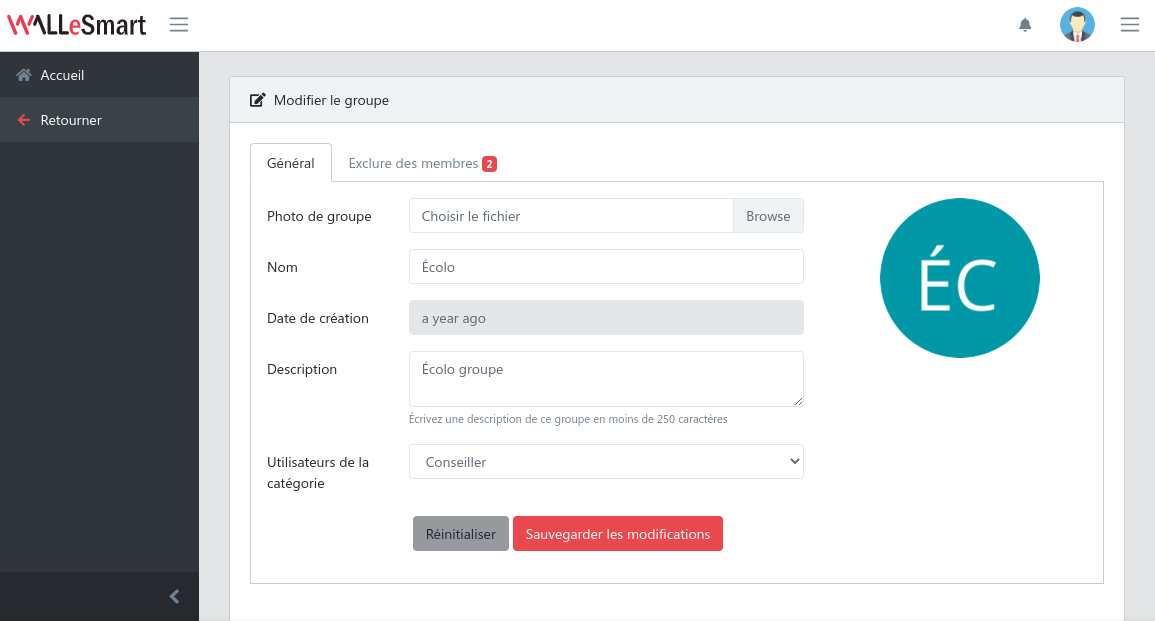 WALLeSmart
Accueil
Retourner
Modifier le groupe
Général
Exclure des membres 2
Photo de groupe
Choisir le fichier
Browse
ÉC
Nom
Écolo
Date de création
a year ago
Description
Écolo groupe
Écrivez une description de ce groupe en moins de 250 caractères
Utilisateurs de la
catégorie
Conseiller
Réinitialiser
Sauvegarder les modifications